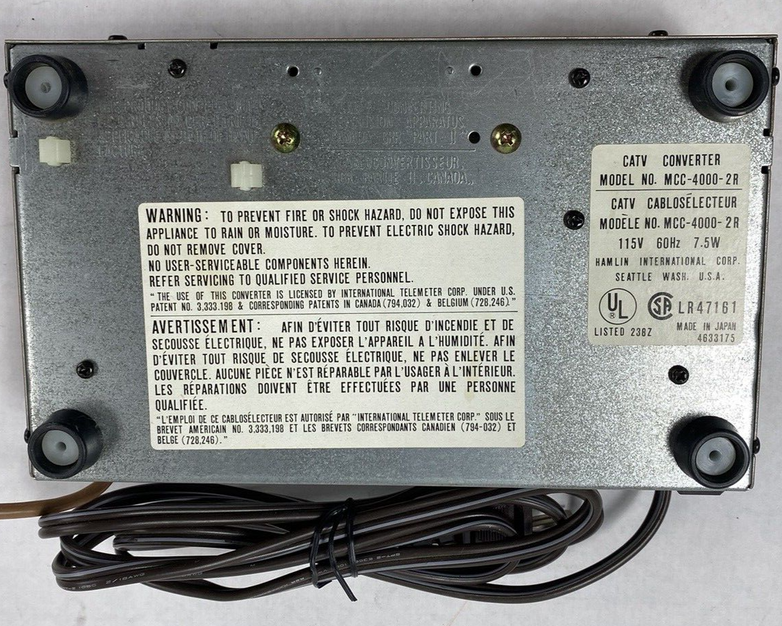 WARNING: TO PREVENT FIRE OR SHOCK HAZARD, DO NOT EXPOSE THIS
APPLIANCE TO RAIN OR MOISTURE. TO PREVENT ELECTRIC SHOCK HAZARD,
DO NOT REMOVE COVER.
NO USER-SERVICEABLE COMPONENTS HEREIN.
REFER SERVICING TO QUALIFIED SERVICE PERSONNEL.
"THE USE OF THIS CONVERTER IS LICENSED BY INTERNATIONAL TELEMETER CORP. UNDER U.S.
PATENT NO. 3,333,198 & CORRESPONDING PATENTS IN CANADA (794,032) & BELGIUM (728,246)."
AVERTISSEMENT: AFIN D'ÉVITER TOUT RISQUE D'INCENDIE ET DE
SECOUSSE ÉLECTRIQUE, NE PAS EXPOSER L'APPAREIL A L'HUMIDITÉ. AFIN
D'ÉVITER TOUT RISQUE DE SECOUSSE ÉLECTRIQUE, NE PAS ENLEVER LE
COUVERCLE. AUCUNE PIÈCE N'EST RÉPARABLE PAR L'USAGER À L'INTÉRIEUR.
LES RÉPARATIONS DOIVENT ÊTRE EFFECTUÉES PAR UNE PERSONNE
QUALIFIÉE.
"L'EMPLOI DE CE CABLOSÉLECTEUR EST AUTORISÉ PAR "INTERNATIONAL TELEMETER CORP." SOUS LE
BREVET AMERICAIN NO. 3,333,198 ET LES BREVETS CORRESPONDANTS CANADIEN (794-032) ET
BELGE (728,246)."
CATV CONVERTER
MODEL NO. MCC-4000-2R
CATV CABLOSÉLECTEUR
MODÈLE NO. MCC-4000-2R
115V 60Hz 7.5W
HAMLIN INTERNATIONAL CORP.
SEATTLE WASH. U.S.A.
UL ® SA LR47161
LISTED 238Z
MADE IN JAPAN
4633175